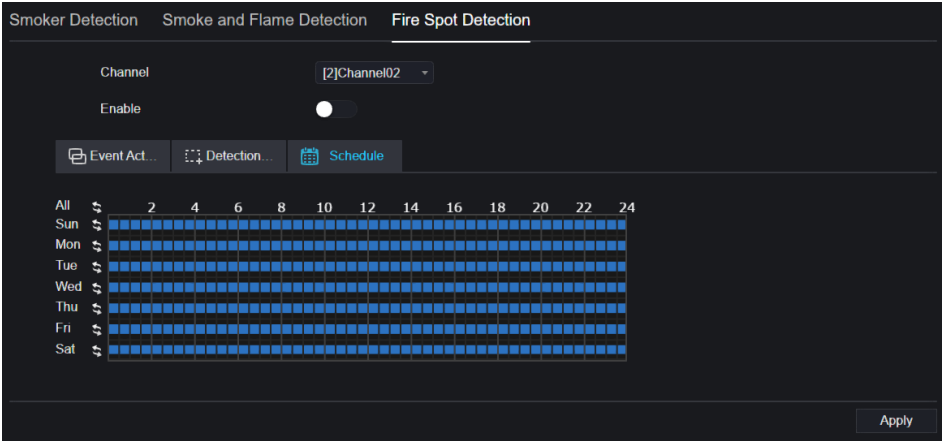 Smoker Detection Smoke and Flame Detection Fire Spot Detection
Channel [2]Channel02
Enable
Event Act... Detection... Schedule
All 2 4 6 8 10 12 14 16 18 20 22 24
Sun
Mon
Tue
Wed
Thu
Fri
Sat
Apply